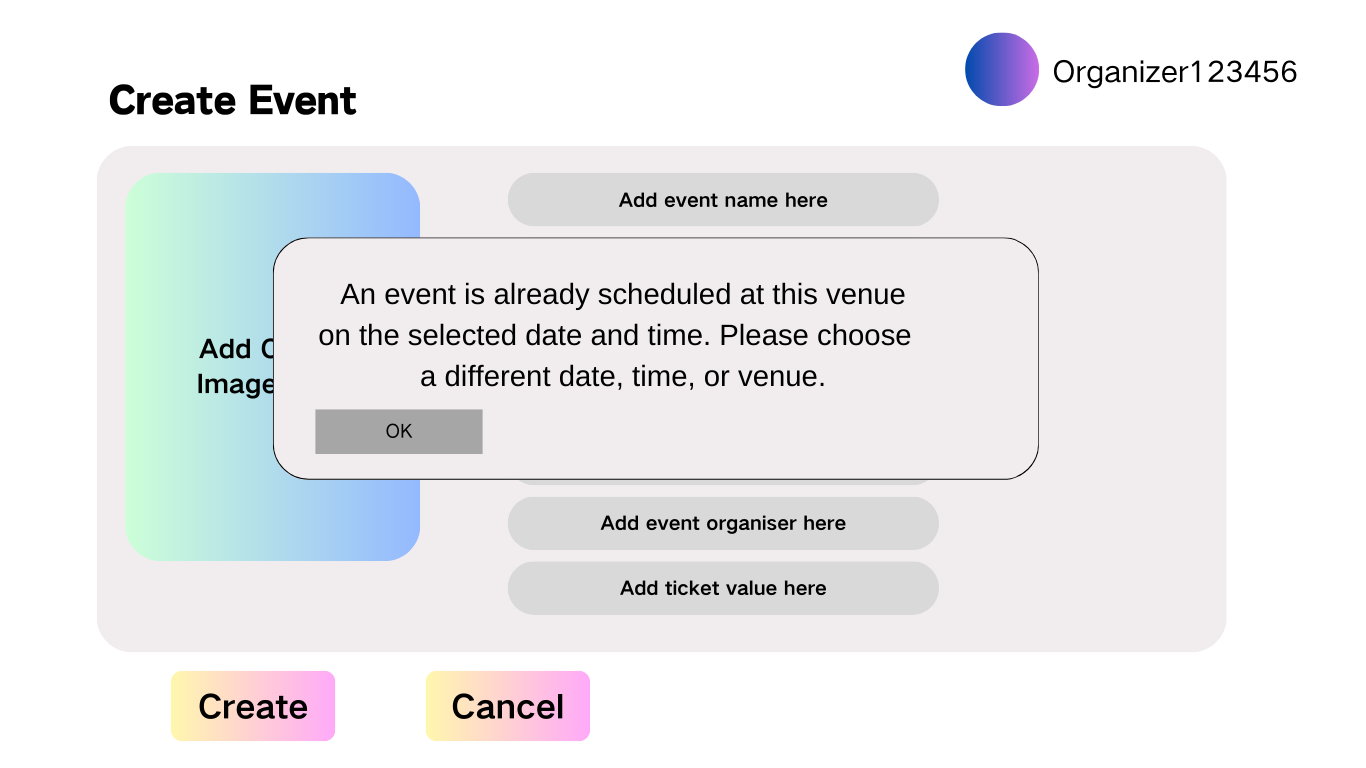 Organizer123456
Create Event
Add event name here
An event is already scheduled at this venue
on the selected date and time. Please choose
a different date, time, or venue.
Add
Image
OK
Add event organiser here
Add ticket value here
Create
Cancel